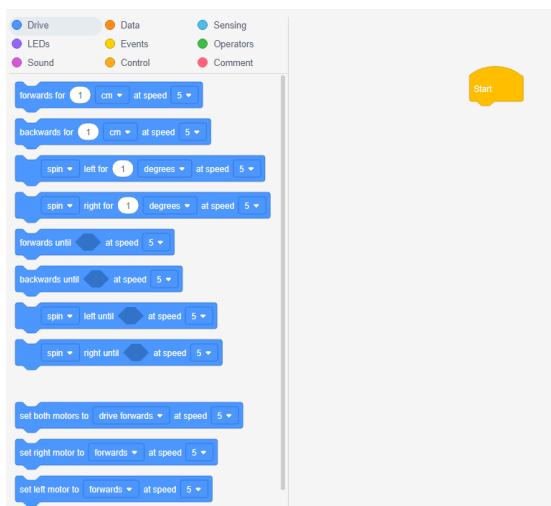 Drive Data Sensing
LEDs Events Operators
Sound Control Comment
forwards for 1 cm at speed 5
Start
backwards for 1 cm at speed 5
spin left for 1 degrees at speed 5
spin right for 1 degrees at speed 5
forwards until at speed 5
backwards until at speed 5
spin left until at speed 5
spin right until at speed 5
set both motors to drive forwards at speed 5
set right motor to forwards at speed 5
set left motor to forwards at speed 5